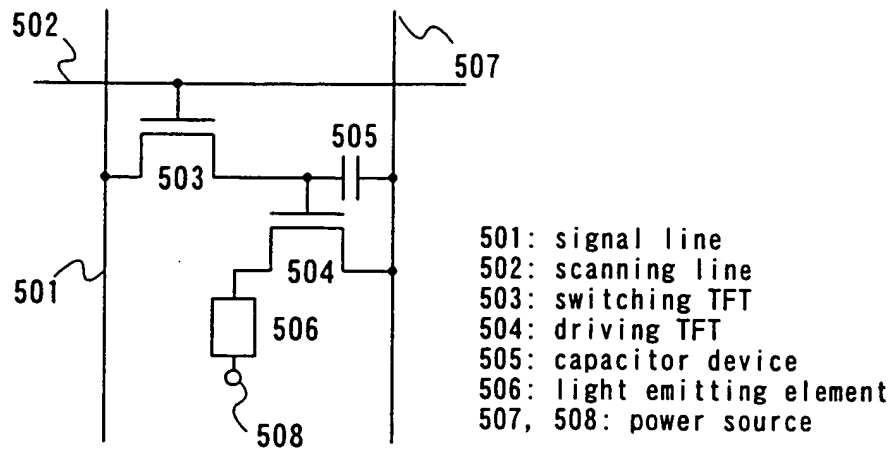 502
507
505
503
504
501
506
508
501: signal line
502: scanning line
503: switching TFT
504: driving TFT
505: capacitor device
506: light emitting element
507, 508: power source